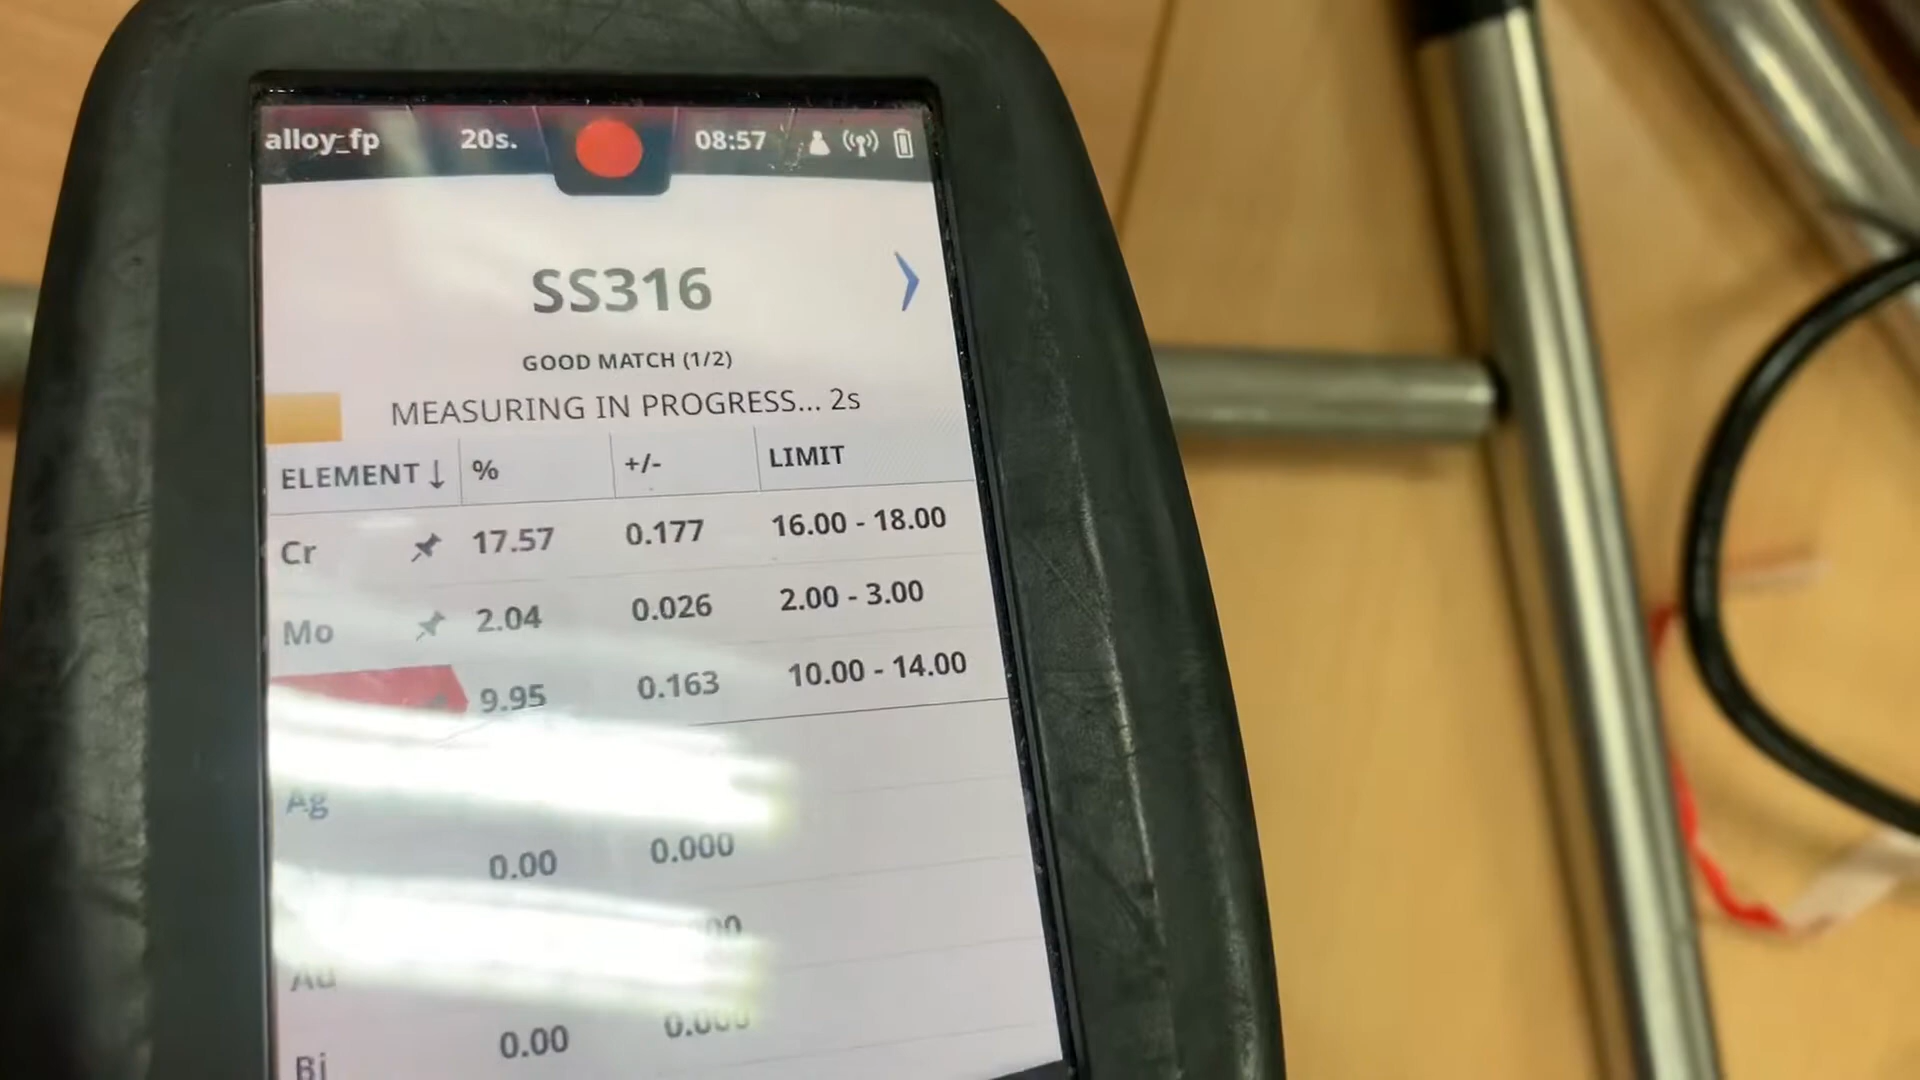 alloy_fp 20s. 08:57
SS316
GOOD MATCH (1/2)
MEASURING IN PROGRESS... 2s
ELEMENT↓ % +/- LIMIT
Cr 17.57 0.177 16.00 - 18.00
Mo 2.04 0.026 2.00 - 3.00
9.95 0.163 10.00 - 14.00
Ag
0.00 0.000
Bi 0.00 0.000